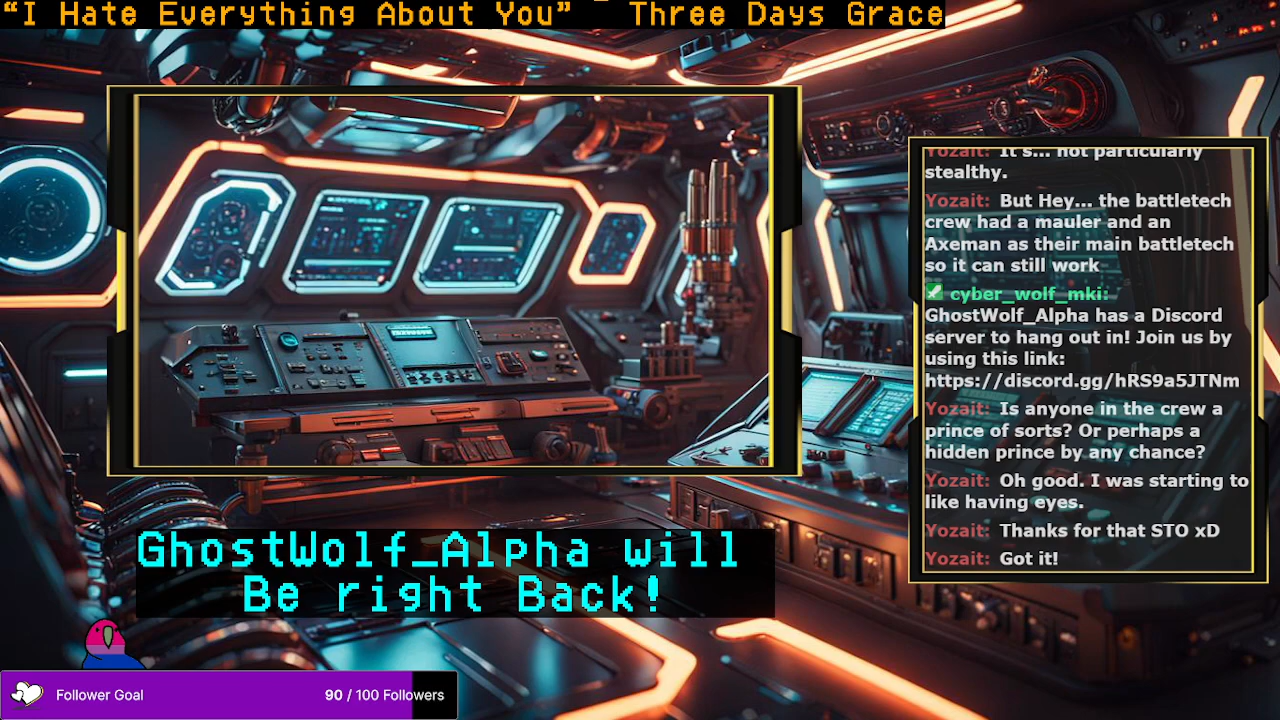 “I Hate Everything About You” ~ Three Days Grace
Yozait: It's... not particularly
stealthy.
Yozait: But Hey... the battletech
crew had a mauler and an
Axeman as their main battletech
so it can still work
cyber_wolf_mki:
GhostWolf_Alpha has a Discord
server to hang out in! Join us by
using this link:
https://discord.gg/hRS9a5JTNm
Yozait: Is anyone in the crew a
prince of sorts? Or perhaps a
hidden prince by any chance?
Yozait: Oh good. I was starting to
like having eyes.
Yozait: Thanks for that STO xD
Yozait: Got it!
GhostWolf_Alpha will
Be right Back!
Follower Goal
90 / 100 Followers